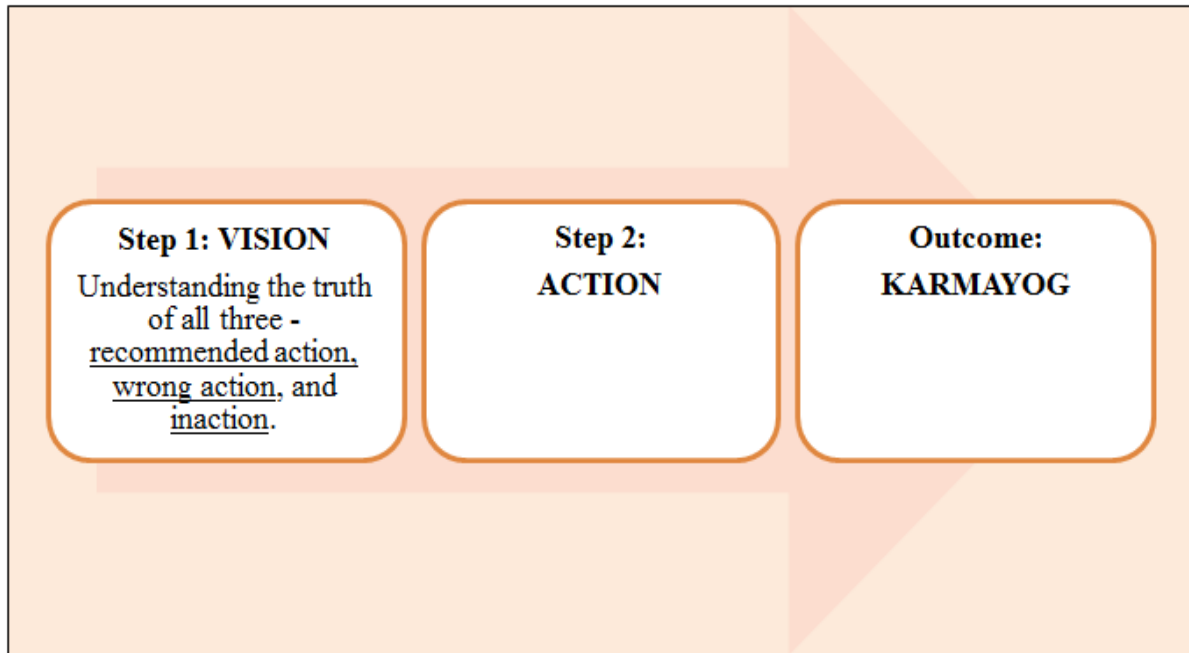 Step 1: VISION
Understanding the truth
of all three -
recommended action,
wrong action, and
inaction.
Step 2:
ACTION
Outcome:
KARMAYOG